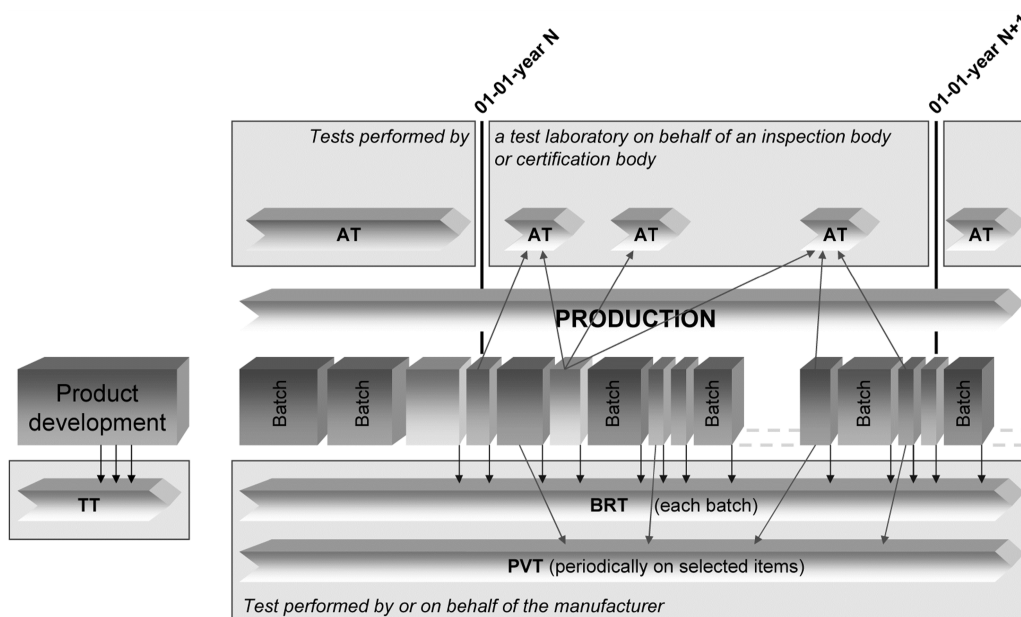 01-01-year N
01-01-year N+1
Tests performed by
a test laboratory on behalf of an inspection body
or certification body
AT
AT
AT
AT
AT
PRODUCTION
Product
development
Batch
Batch
Batch
Batch
Batch
Batch
TT
BRT (each batch)
PVT (periodically on selected items)
Test performed by or on behalf of the manufacturer